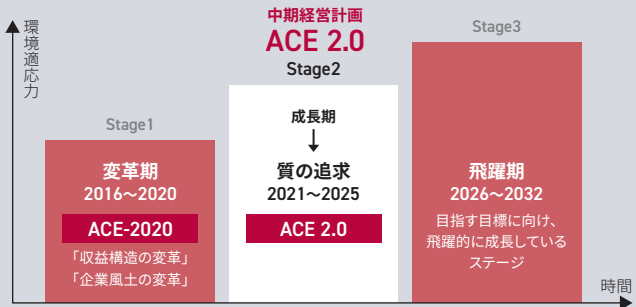 環境適応力
中期経営計画
ACE 2.0
Stage2
Stage3
Stage1
変革期
2016～2020
ACE-2020
「収益構造の変革」
「企業風土の変革」
成長期
質の追求
2021～2025
ACE 2.0
飛躍期
2026～2032
目指す目標に向け、
飛躍的に成長している
ステージ
時間